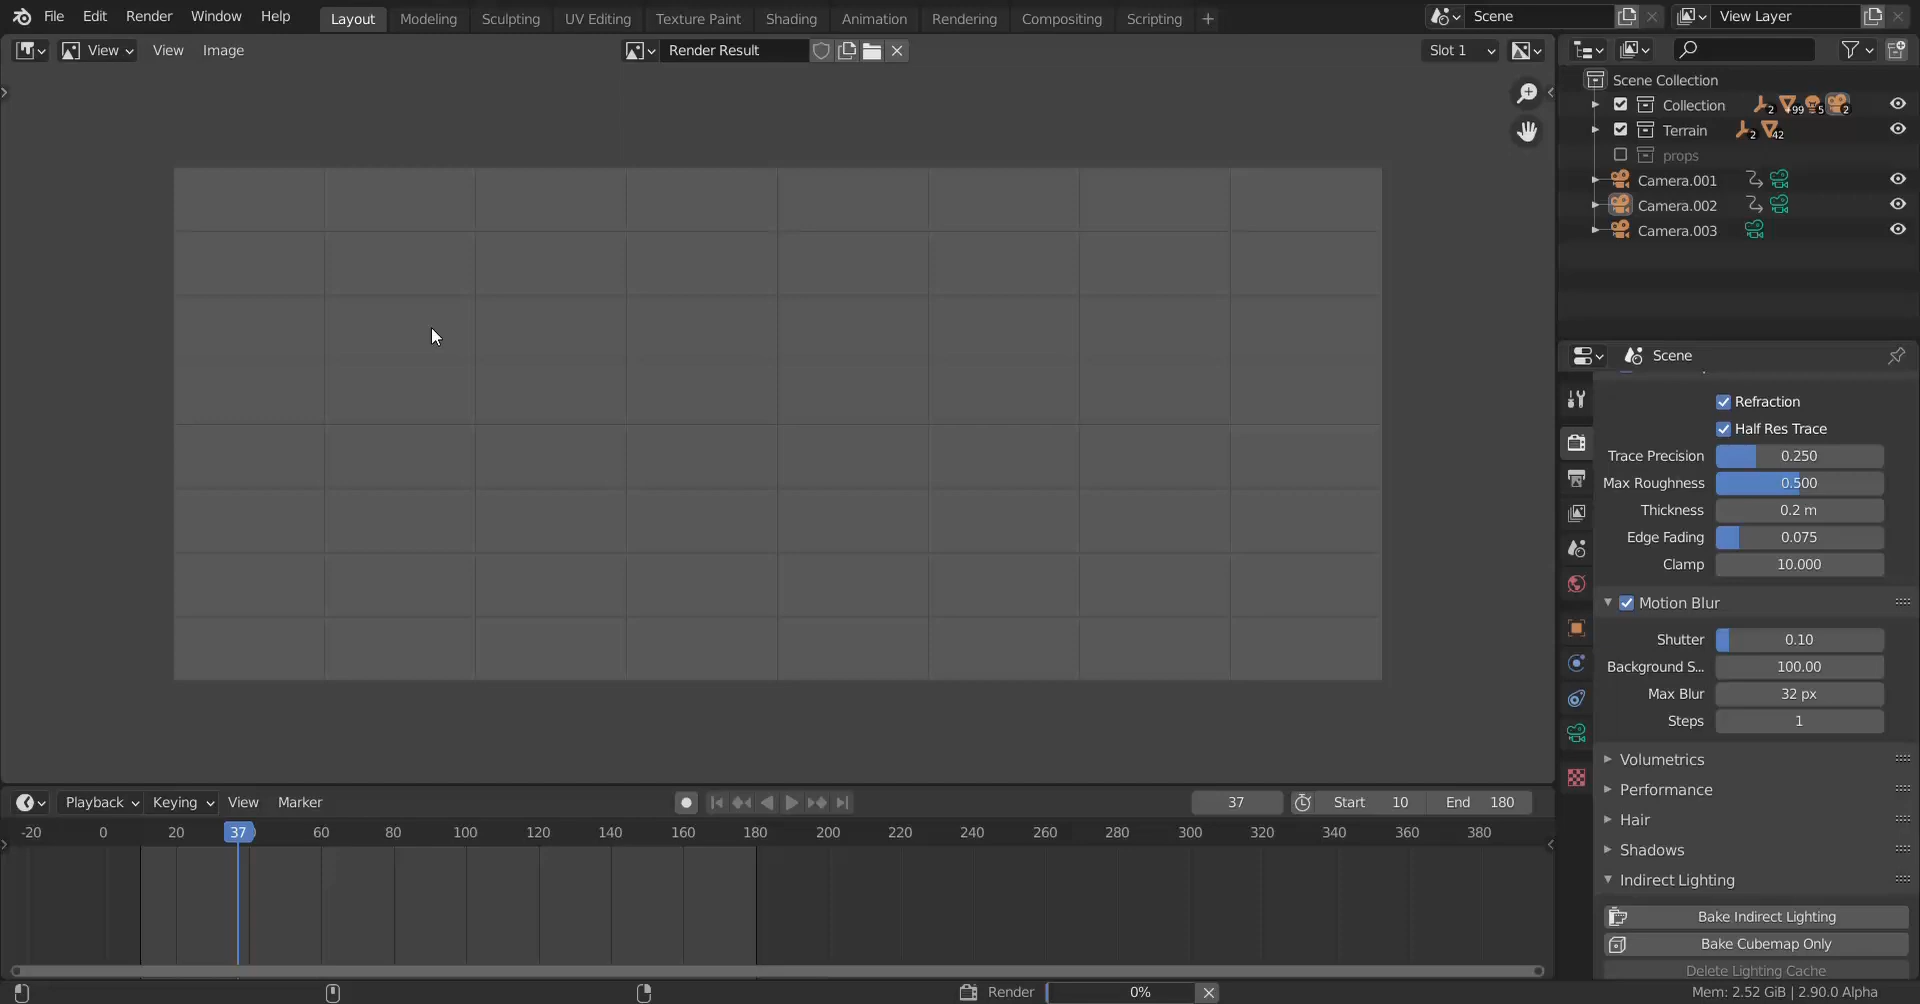 File Edit Render Window Help Layout Modeling Sculpting UV Editing Texture Paint Shading Animation Rendering Compositing Scripting + Scene View Layer
View View Image Render Result Slot 1
Scene Collection
Collection 2 99 5 2
Terrain 2 42
props
Camera.001
Camera.002
Camera.003
Scene
Refraction
Half Res Trace
Trace Precision 0.250
Max Roughness 0.500
Thickness 0.2 m
Edge Fading 0.075
Clamp 10.000
Motion Blur
Shutter 0.10
Background S... 100.00
Max Blur 32 px
Steps 1
Volumetrics
Performance
Hair
Shadows
Indirect Lighting
Bake Indirect Lighting
Bake Cubemap Only
Delete Lighting Cache
Playback Keying View Marker 37 Start 10 End 180
-20 0 20 37 60 80 100 120 140 160 180 200 220 240 260 280 300 320 340 360 380
Render 0% Mem: 2.52 GiB | 2.90.0 Alpha